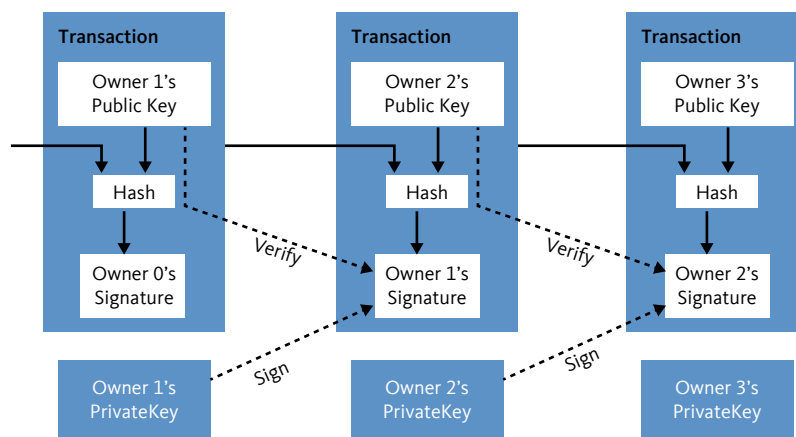 Transaction
Owner 1's
Public Key
Hash
Owner 0's
Signature
Owner 1's
PrivateKey
Verify
Sign
Transaction
Owner 2's
Public Key
Hash
Owner 1's
Signature
Owner 2's
PrivateKey
Verify
Sign
Transaction
Owner 3's
Public Key
Hash
Owner 2's
Signature
Owner 3's
PrivateKey